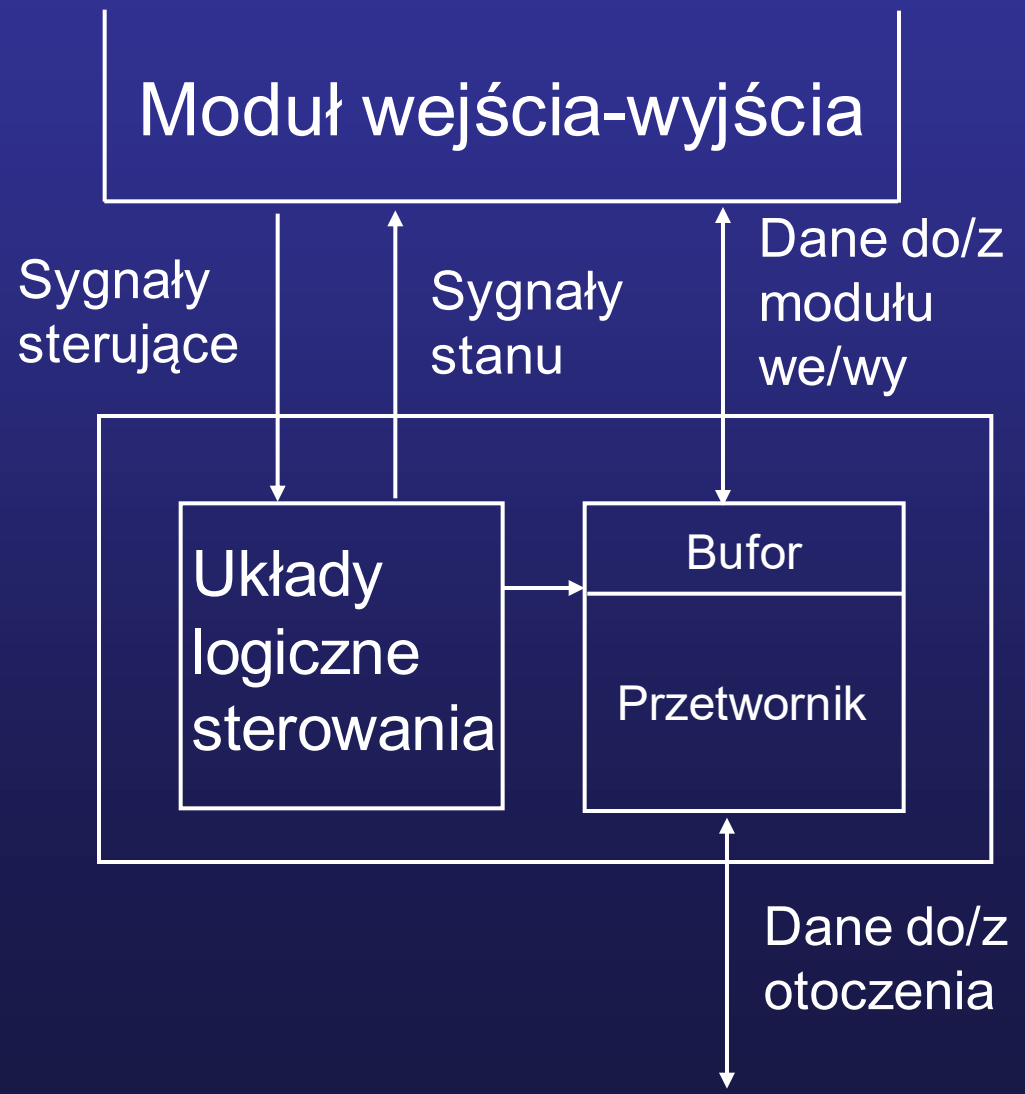 Moduł wejścia-wyjścia
Sygnały
sterujące
Sygnały
stanu
Dane do/z
modułu
we/wy
Układy
logiczne
sterowania
Bufor
Przetwornik
Dane do/z
otoczenia